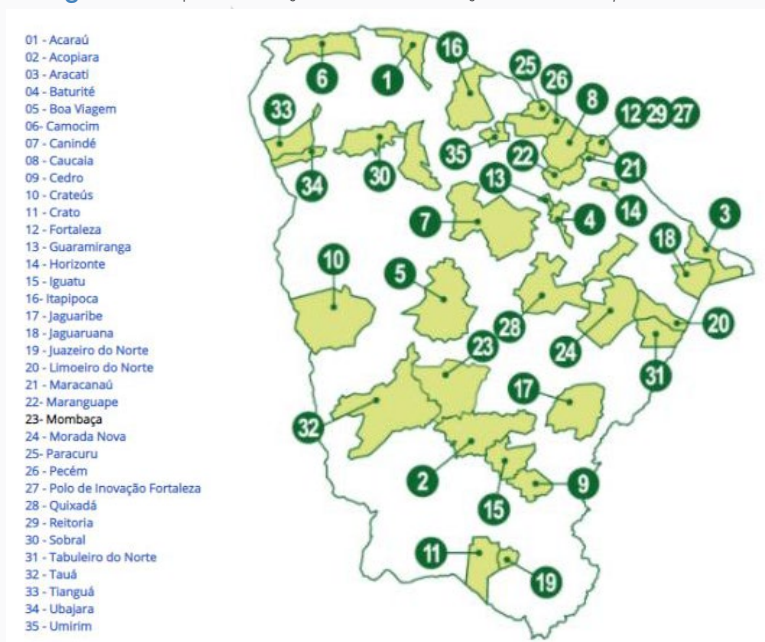 01 - Acaraú
02 - Acopiara
03 - Aracati
04 - Baturité
05 - Boa Viagem
06- Camocim
07 - Canindé
08 - Caucaia
09 - Cedro
10 - Crateús
11 - Crato
12 - Fortaleza
13 - Guaramiranga
14 - Horizonte
15 - Iguatu
16- Itapipoca
17 - Jaguaribe
18 - Jaguaruana
19 - Juazeiro do Norte
20 - Limoeiro do Norte
21 - Maracanaú
22- Maranguape
23- Mombaça
24 - Morada Nova
25- Paracuru
26 - Pecém
27 - Polo de Inovação Fortaleza
28 - Quixadá
29 - Reitoria
30 - Sobral
31 - Tabuleiro do Norte
32 - Tauá
33 - Tianguá
34 - Ubajara
35 - Umirim
6
1
16
25
26
8
12 29 27
33
34
30
35
22
21
13
14
7
4
3
18
10
5
28
24
20
31
23
17
32
2
15
9
11
19